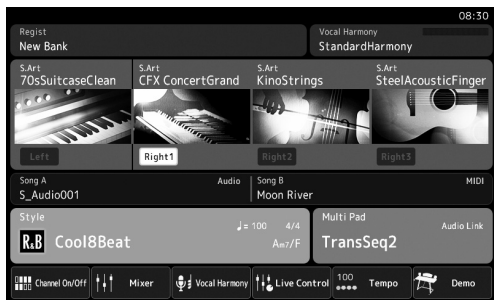 08:30
Regist
New Bank
Vocal Harmony
StandardHarmony
S.Art
70sSuitcaseClean
S.Art
CFX ConcertGrand
S.Art
KinoStrings
S.Art
SteelAcousticFinger
Left
Right1
Right2
Right3
Song A
Audio
S_Audio001
Song B
MIDI
Moon River
Style
♩= 100 4/4
R&B
Cool8Beat
Am7/F
Multi Pad
Audio Link
TransSeq2
Channel On/Off
Mixer
Vocal Harmony
Live Control
100
Tempo
Demo